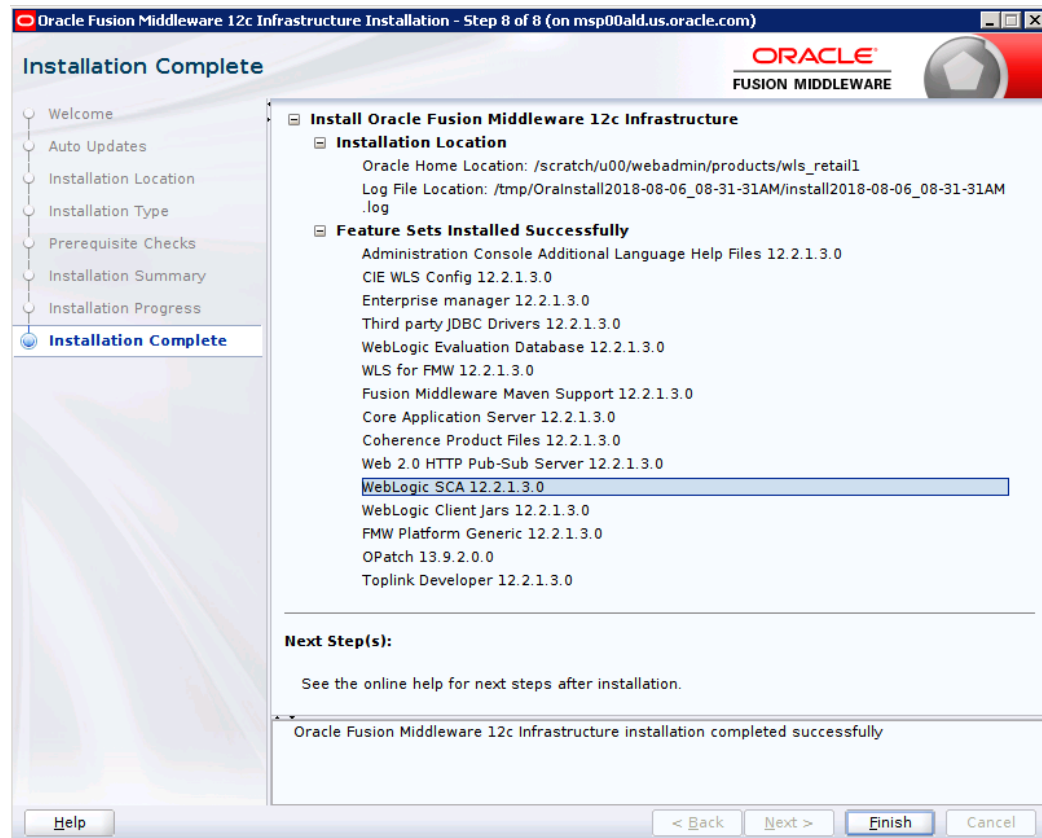 Oracle Fusion Middleware 12c Infrastructure Installation - Step 8 of 8 (on msp00ald.us.oracle.com)
Installation Complete
ORACLE
FUSION MIDDLEWARE
Welcome
Auto Updates
Installation Location
Installation Type
Prerequisite Checks
Installation Summary
Installation Progress
Installation Complete
Install Oracle Fusion Middleware 12c Infrastructure
Installation Location
Oracle Home Location: /scratch/u00/webadmin/products/wls_retail1
Log File Location: /tmp/OraInstall2018-08-06_08-31-31AM/install2018-08-06_08-31-31AM
.log
Feature Sets Installed Successfully
Administration Console Additional Language Help Files 12.2.1.3.0
CIE WLS Config 12.2.1.3.0
Enterprise manager 12.2.1.3.0
Third party JDBC Drivers 12.2.1.3.0
WebLogic Evaluation Database 12.2.1.3.0
WLS for FMW 12.2.1.3.0
Fusion Middleware Maven Support 12.2.1.3.0
Core Application Server 12.2.1.3.0
Coherence Product Files 12.2.1.3.0
Web 2.0 HTTP Pub-Sub Server 12.2.1.3.0
WebLogic SCA 12.2.1.3.0
WebLogic Client Jars 12.2.1.3.0
FMW Platform Generic 12.2.1.3.0
OPatch 13.9.2.0.0
Toplink Developer 12.2.1.3.0
Next Step(s):
See the online help for next steps after installation.
Oracle Fusion Middleware 12c Infrastructure installation completed successfully
Help
< Back
Next >
Finish
Cancel